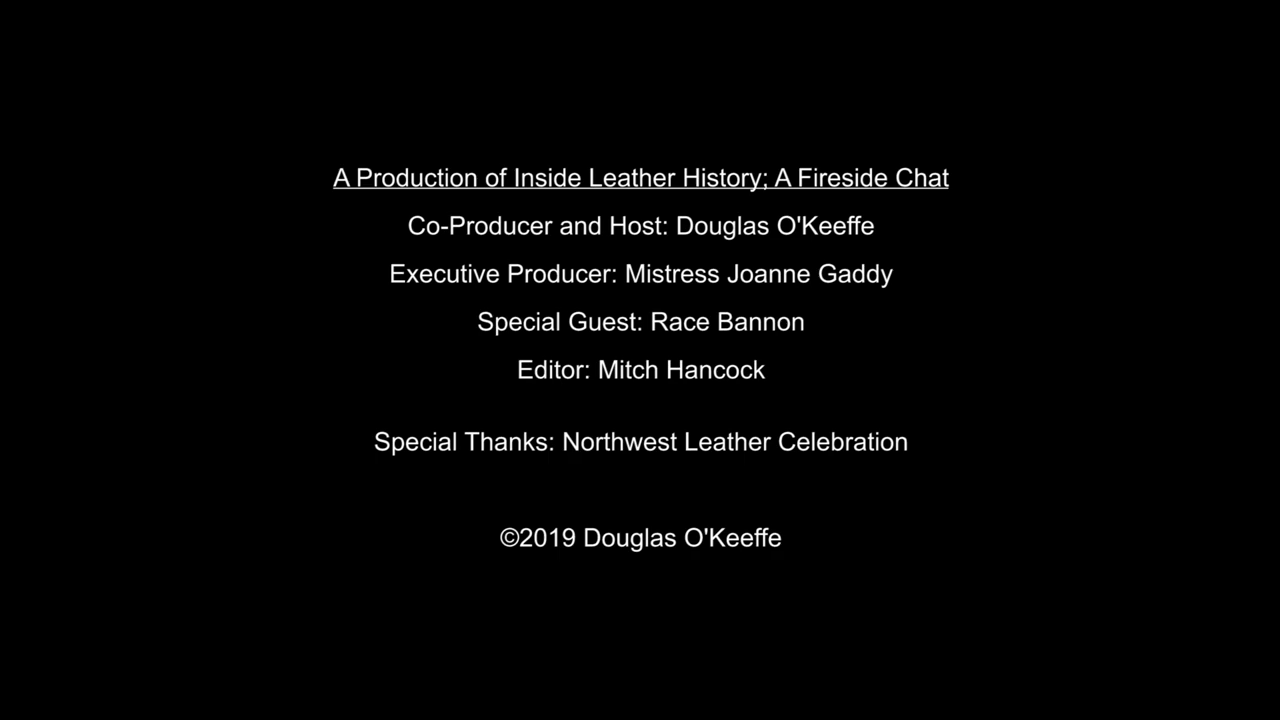 A Production of Inside Leather History; A Fireside Chat
Co-Producer and Host: Douglas O'Keeffe
Executive Producer: Mistress Joanne Gaddy
Special Guest: Race Bannon
Editor: Mitch Hancock
Special Thanks: Northwest Leather Celebration
©2019 Douglas O'Keeffe